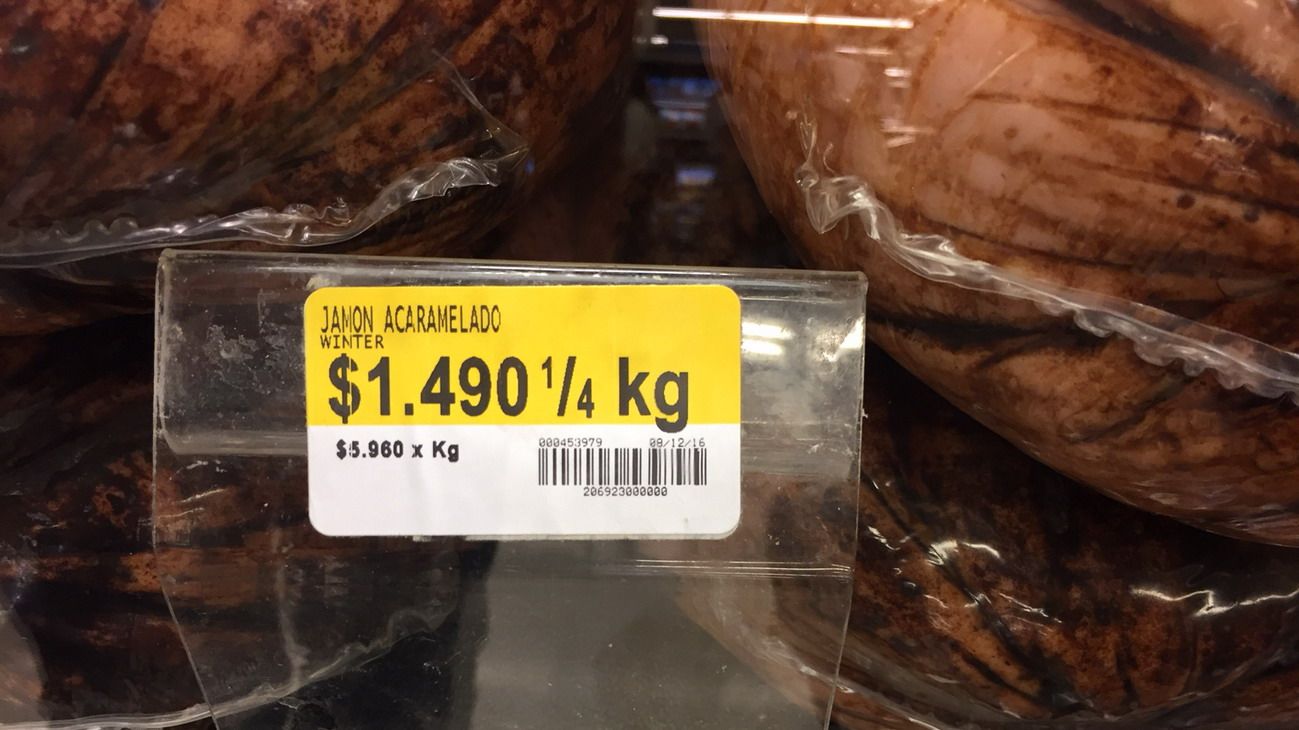 JAMON ACARAMELADO
WINTER
$1.490 1/4 kg
$5.960 x Kg
000453979 08/12/16
206923000000